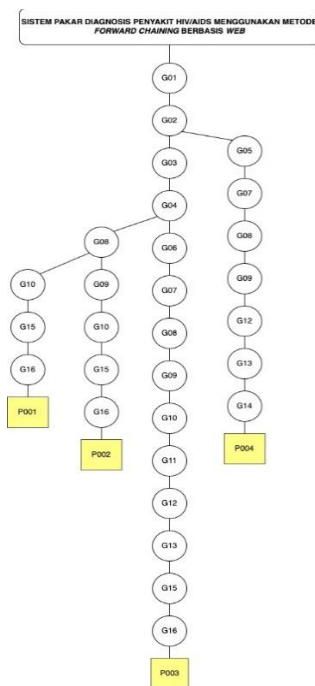 SISTEM PAKAR DIAGNOSIS PENYAKIT HIV/AIDS MENGGUNAKAN METODE
FORWARD CHAINING BERBASIS WEB
G01
G02
G05
G03
G07
G04
G08
G08
G06
G10
G09
G07
G09
G12
G15
G10
G08
G13
G16
G15
G09
G14
P001
G16
G10
P004
P002
G11
G12
G13
G15
G16
P003